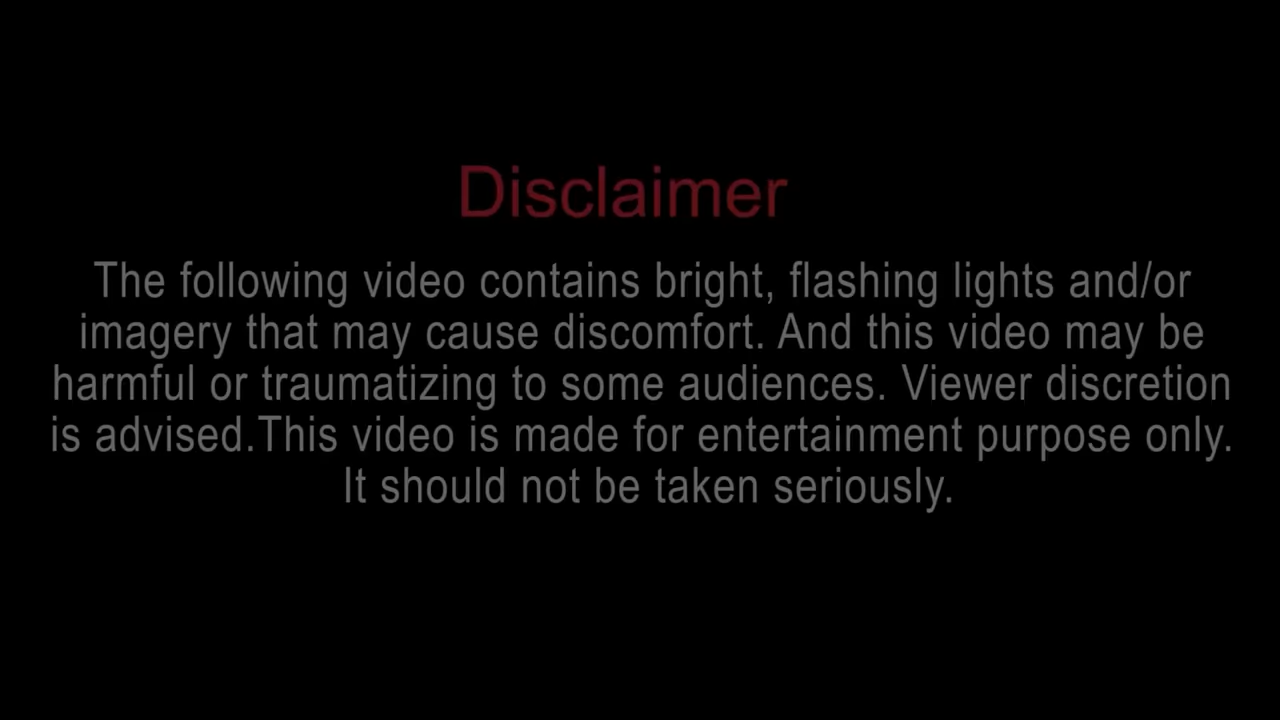 Disclaimer
The following video contains bright, flashing lights and/or
imagery that may cause discomfort. And this video may be
harmful or traumatizing to some audiences. Viewer discretion
is advised.This video is made for entertainment purpose only.
It should not be taken seriously.